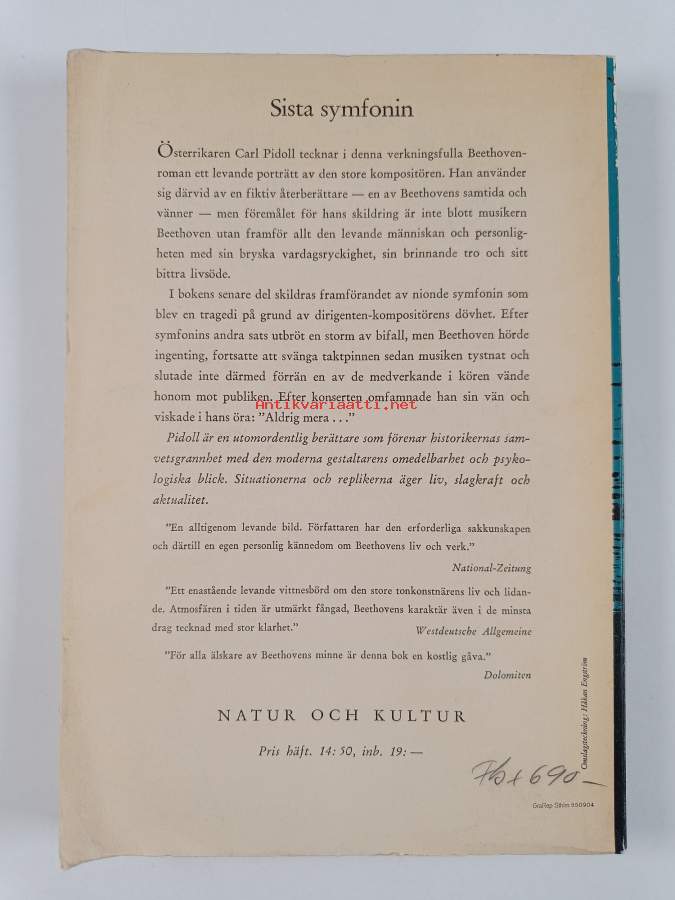 Sista symfonin
Österrikaren Carl Pidoll tecknar i denna verkningsfulla Beethoven-
roman ett levande porträtt av den store kompositören. Han använder
sig därvid av en fiktiv återberättare — en av Beethovens samtida och
vänner — men föremålet för hans skildring är inte blott musikern
Beethoven utan framför allt den levande människan och personlig-
heten med sin bryska vardagsryckighet, sin brinnande tro och sitt
bittra livsöde.
I bokens senare del skildras framförandet av nionde symfonin som
blev en tragedi på grund av dirigenten-kompositörens dövhet. Efter
symfonins andra sats utbröt en storm av bifall, men Beethoven hörde
ingenting, fortsatte att svänga taktpinnen sedan musiken tystnat och
slutade inte därmed förrän en av de medverkande i kören vände
honom mot publiken. Efter konserten omfamnade han sin vän och
Antikvariaatti.net
viskade i hans öra: ”Aldrig mera . . .”
Pidoll är en utomordentlig berättare som förenar historikernas sam-
vetsgrannhet med den moderna gestaltarens omedelbarhet och psyko-
logiska blick. Situationerna och replikerna äger liv, slagkraft och
aktualitet.
”En alltigenom levande bild. Författaren har den erforderliga sakkunskapen
och därtill en egen personlig kännedom om Beethovens liv och verk.”
National-Zeitung
”Ett enastående levande vittnesbörd om den store tonkonstnärens liv och lidan-
de. Atmosfären i tiden är utmärkt fångad, Beethovens karaktär även i de minsta
drag tecknad med stor klarhet.” Westdeutsche Allgemeine
”För alla älskare av Beethovens minne är denna bok en kostlig gåva.”
Dolomiten
NATUR OCH KULTUR
Pris häft. 14: 50, inb. 19: —
Omslagsteckning: Håkan Engström
690—
GraRep Sthlm 550904